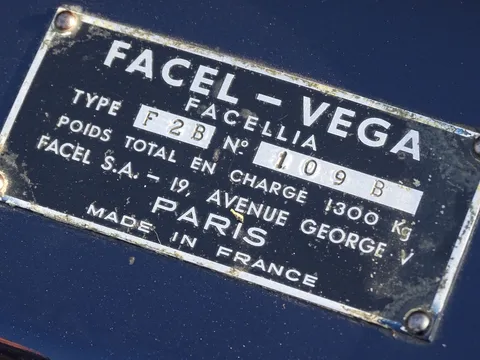 FACEL - VEGA
FACELLIA
TYPE F2B Nº 109 B
POIDS TOTAL EN CHARGE 1300 Kg
FACEL S.A. - 19, AVENUE GEORGE V
PARIS
MADE IN FRANCE